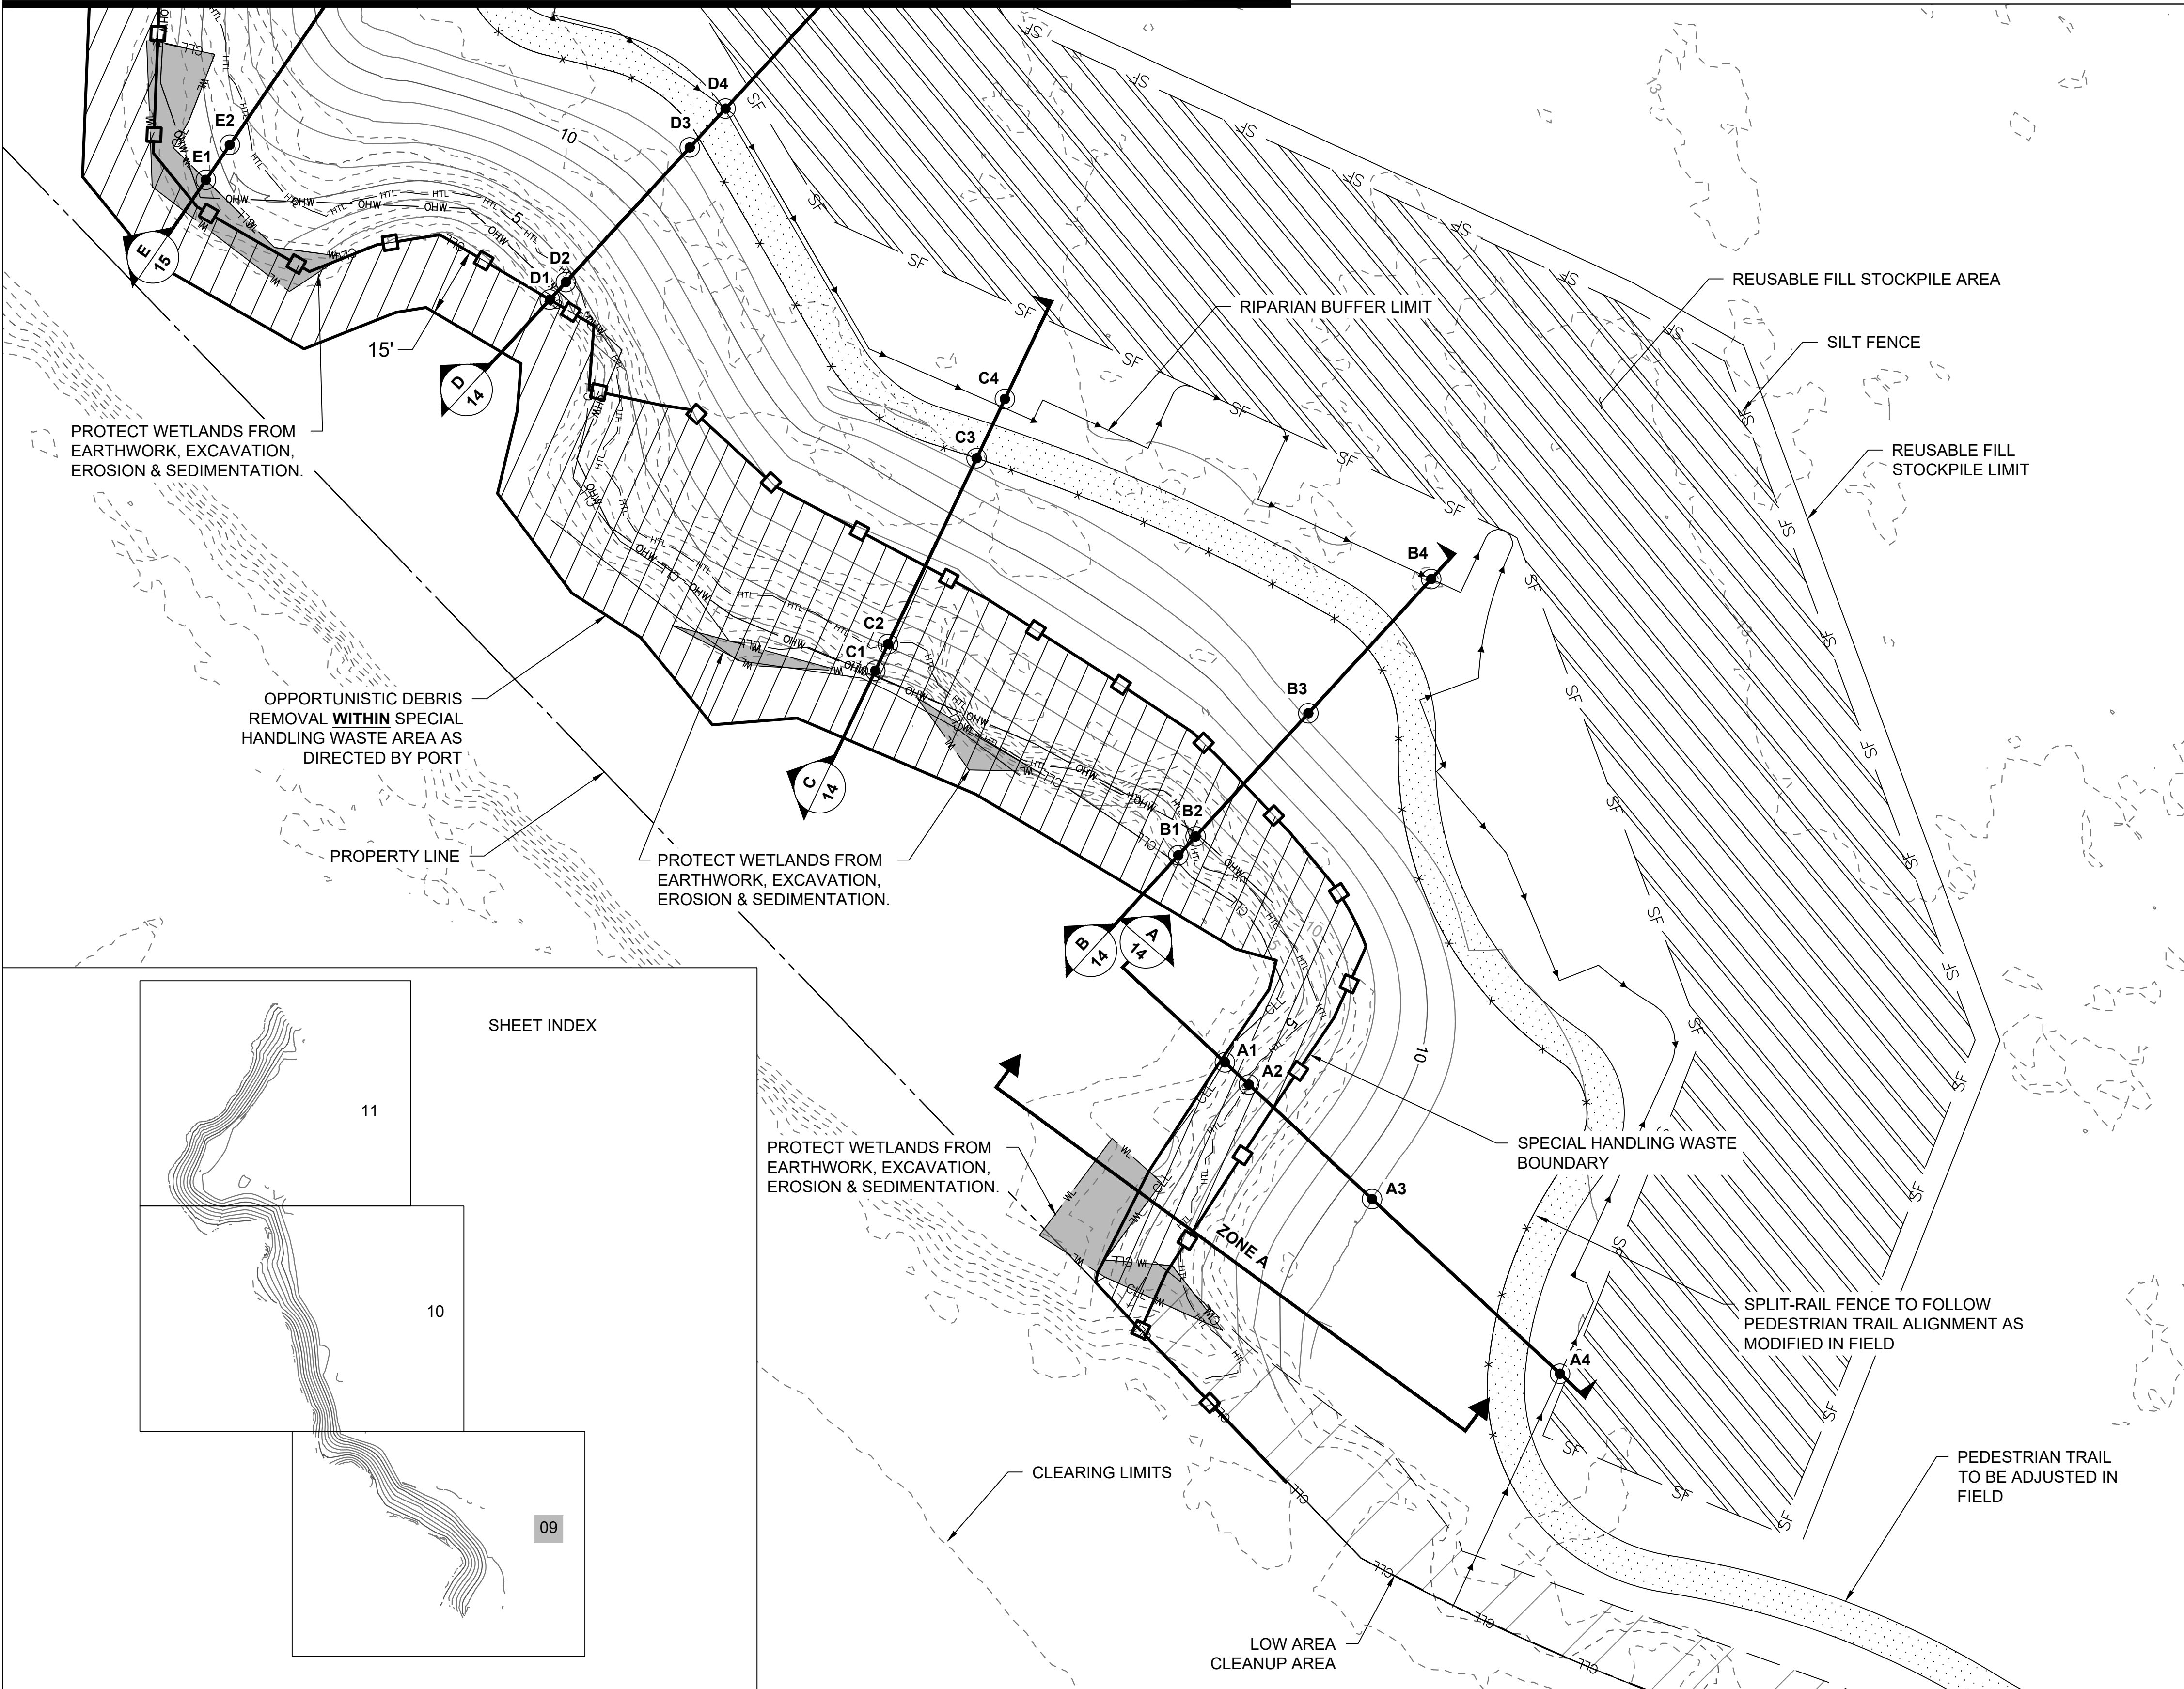 D4
D3
10
E2
E1
5
D2
D1
15'
E
15
D
14
REUSABLE FILL STOCKPILE AREA
RIPARIAN BUFFER LIMIT
SILT FENCE
C4
C3
PROTECT WETLANDS FROM
EARTHWORK, EXCAVATION,
EROSION & SEDIMENTATION.
REUSABLE FILL
STOCKPILE LIMIT
B4
C2
C1
B3
OPPORTUNISTIC DEBRIS
REMOVAL WITHIN SPECIAL
HANDLING WASTE AREA AS
DIRECTED BY PORT
C
14
B2
B1
PROPERTY LINE
PROTECT WETLANDS FROM
EARTHWORK, EXCAVATION,
EROSION & SEDIMENTATION.
B
14
A
14
10
5
SHEET INDEX
11
10
09
A1
A2
10
PROTECT WETLANDS FROM
EARTHWORK, EXCAVATION,
EROSION & SEDIMENTATION.
SPECIAL HANDLING WASTE
BOUNDARY
A3
ZONE A
SPLIT-RAIL FENCE TO FOLLOW
PEDESTRIAN TRAIL ALIGNMENT AS
MODIFIED IN FIELD
A4
CLEARING LIMITS
PEDESTRIAN TRAIL
TO BE ADJUSTED IN
FIELD
LOW AREA
CLEANUP AREA
SF
HTL
OHW
CLL
WL
13
13